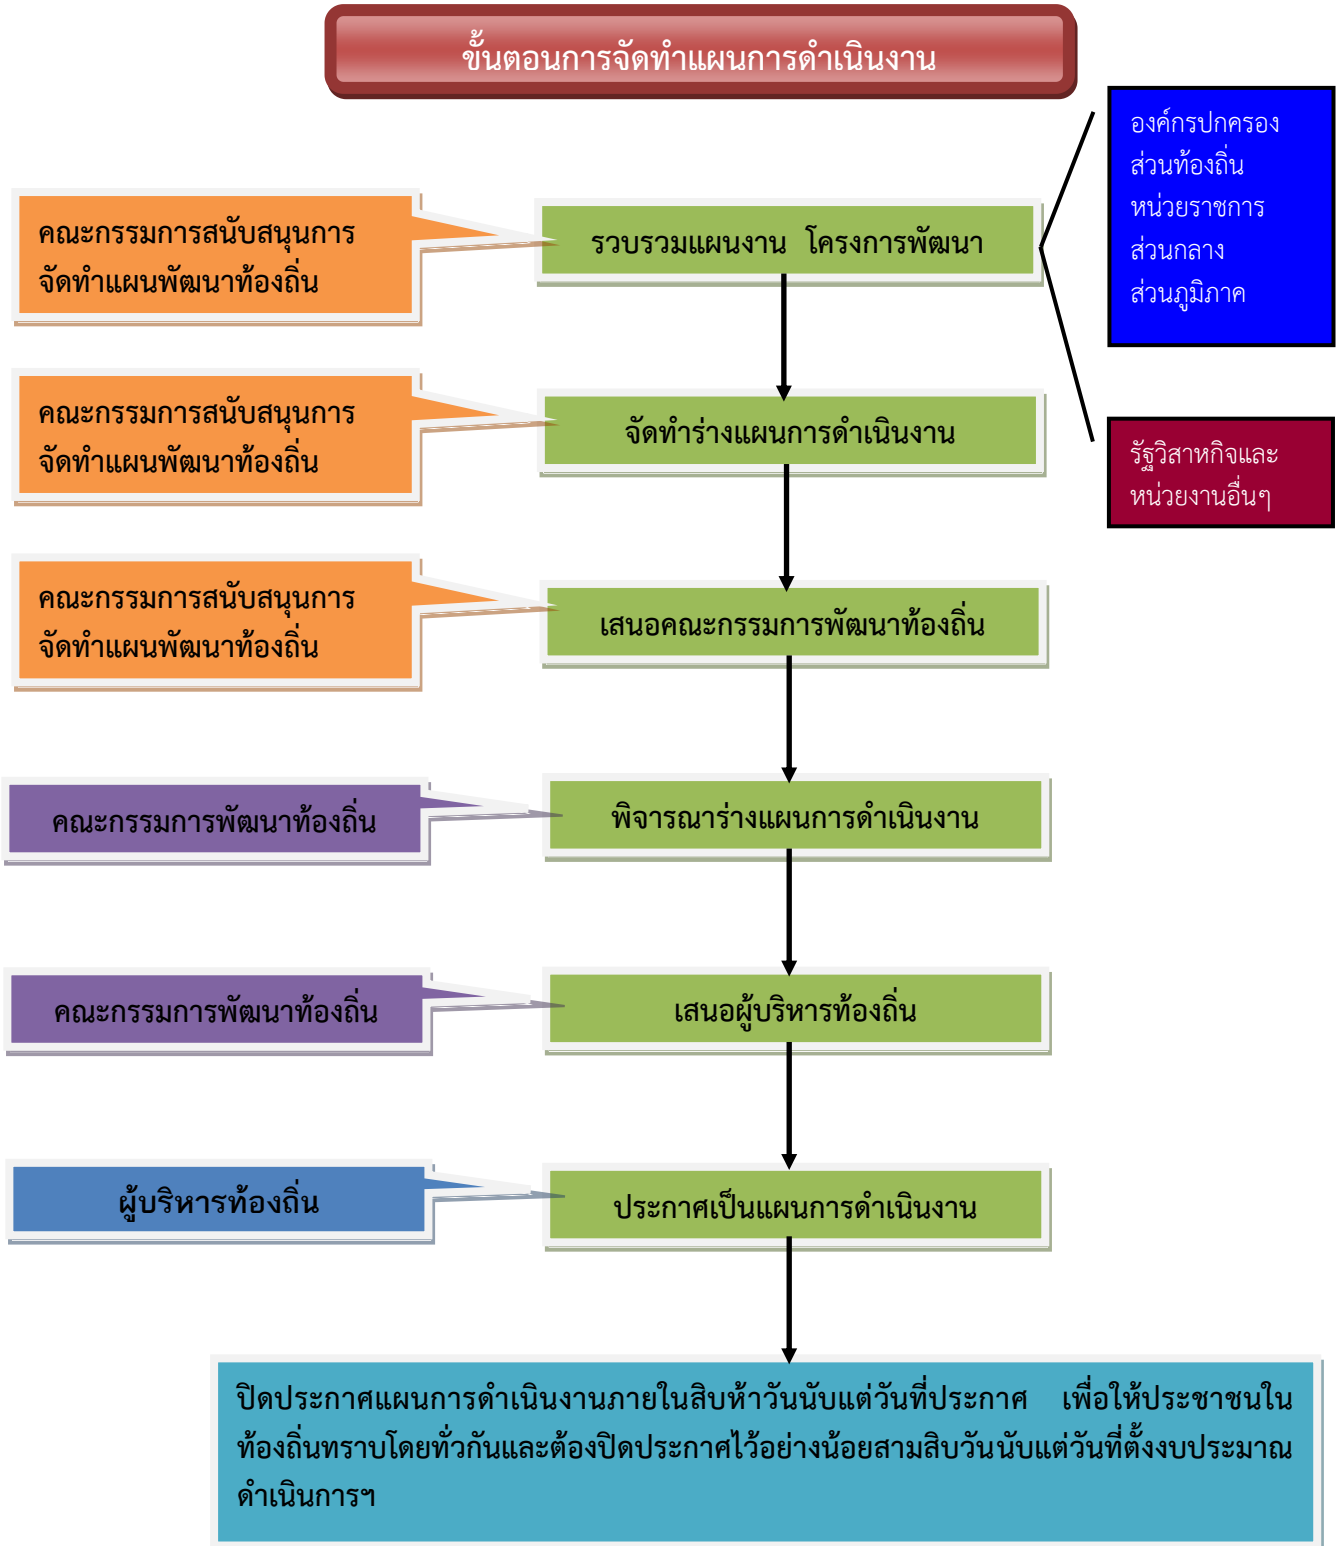 ขั้นตอนการจัดทำแผนการดำเนินงาน
องค์กรปกครอง
ส่วนท้องถิ่น
หน่วยราชการ
ส่วนกลาง
ส่วนภูมิภาค
คณะกรรมการสนับสนุนการ
จัดทำแผนพัฒนาท้องถิ่น
รวบรวมแผนงาน โครงการพัฒนา
คณะกรรมการสนับสนุนการ
จัดทำแผนพัฒนาท้องถิ่น
จัดทำร่างแผนการดำเนินงาน
รัฐวิสาหกิจและ
หน่วยงานอื่นๆ
คณะกรรมการสนับสนุนการ
จัดทำแผนพัฒนาท้องถิ่น
เสนอคณะกรรมการพัฒนาท้องถิ่น
คณะกรรมการพัฒนาท้องถิ่น
พิจารณาร่างแผนการดำเนินงาน
คณะกรรมการพัฒนาท้องถิ่น
เสนอผู้บริหารท้องถิ่น
ผู้บริหารท้องถิ่น
ประกาศเป็นแผนการดำเนินงาน
ปิดประกาศแผนการดำเนินงานภายในสิบห้าวันนับแต่วันที่ประกาศ เพื่อให้ประชาชนใน
ท้องถิ่นทราบโดยทั่วกันและต้องปิดประกาศไว้อย่างน้อยสามสิบวันนับแต่วันที่ตั้งงบประมาณ
ดำเนินการฯ